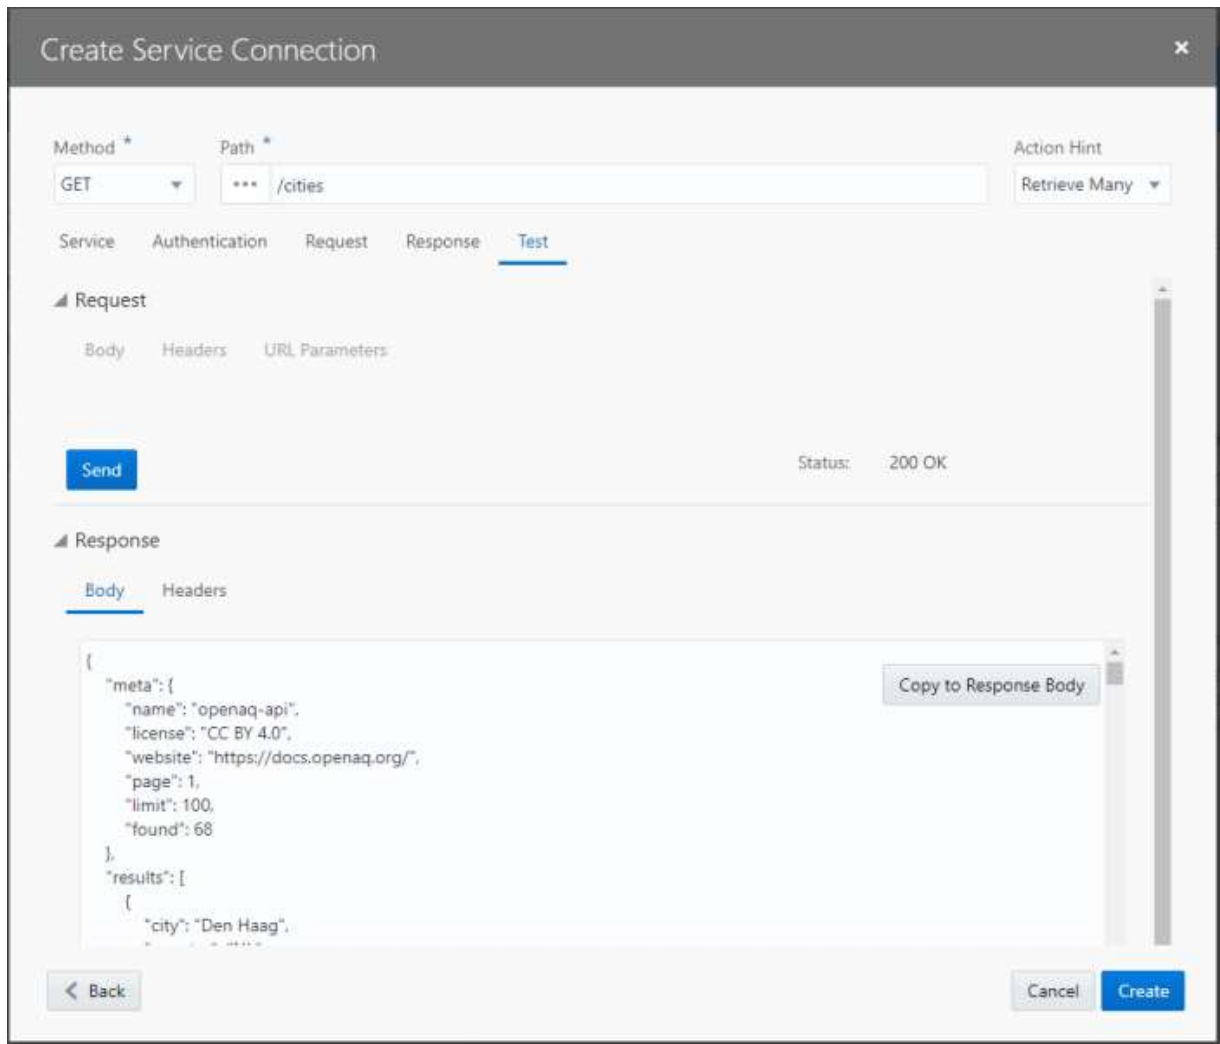 Create Service Connection ×
Method * Path * Action Hint
GET ••• /cities Retrieve Many
Service Authentication Request Response Test
Request
Body Headers URL Parameters
Send Status: 200 OK
Response
Body Headers
{
Copy to Response Body
"meta": {
"name": "openaq-api",
"license": "CC BY 4.0",
"website": "https://docs.openaq.org/",
"page": 1,
"limit": 100,
"found": 68
},
"results": [
{
"city": "Den Haag",
Back Cancel Create